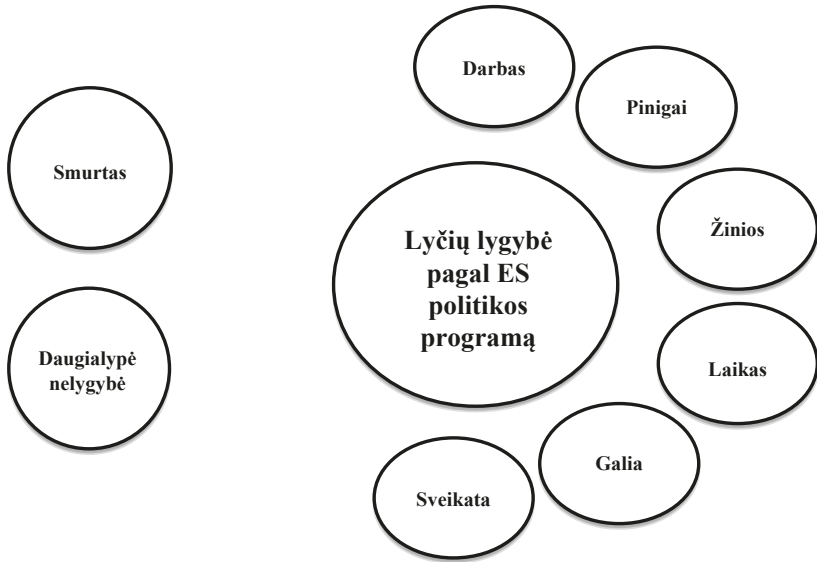 Darbas
Pinigai
Smurtas
Žinios
Lyčių lygybė
pagal ES
politikos
programą
Daugialypė
nelygybė
Laikas
Galia
Sveikata